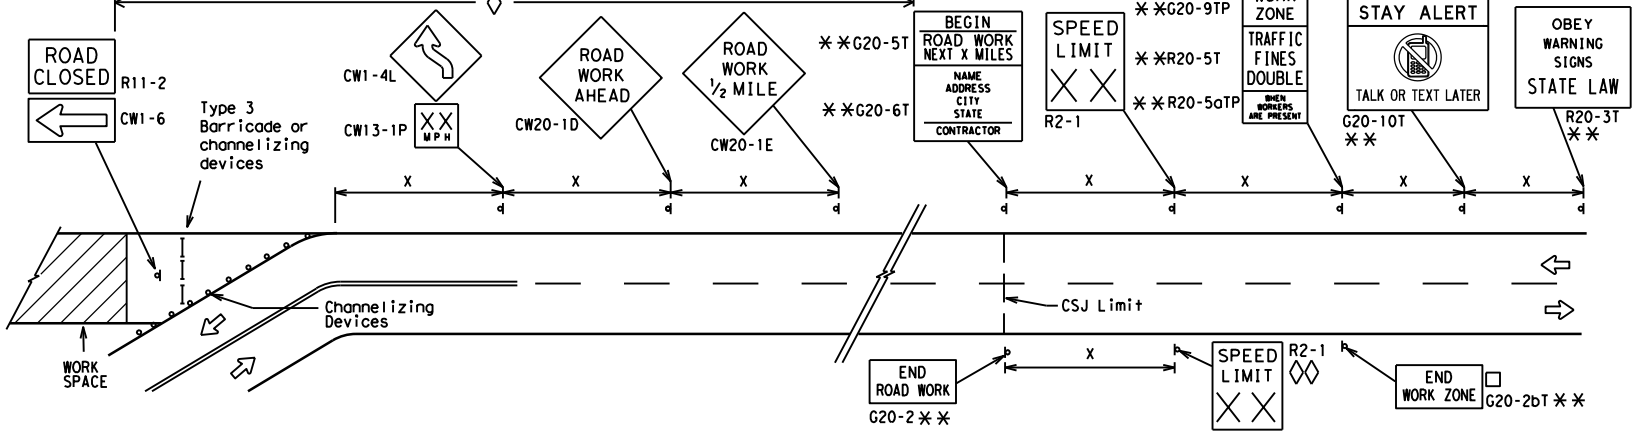 ROAD
CLOSED
R11-2
CW1-6
Type 3
Barricade or
channelizing
devices
CW1-4L
CW13-1P
XX
MPH
ROAD
WORK
AHEAD
CW20-1D
ROAD
WORK
1/2 MILE
CW20-1E
**G20-5T
**G20-6T
BEGIN
ROAD WORK
NEXT X MILES
NAME
ADDRESS
CITY
STATE
CONTRACTOR
SPEED
LIMIT
XX
R2-1
**G20-9TP
**R20-5T
**R20-5aTP
ZONE
TRAFFIC
FINES
DOUBLE
WHEN
WORKERS
ARE PRESENT
STAY ALERT
TALK OR TEXT LATER
G20-10T
**
OBEY
WARNING
SIGNS
STATE LAW
R20-3T
**
X
X
X
X
X
X
X
Channelizing
Devices
CSJ Limit
WORK
SPACE
X
END
ROAD WORK
G20-2 **
SPEED
LIMIT
XX
R2-1
END
WORK ZONE
G20-2bT **